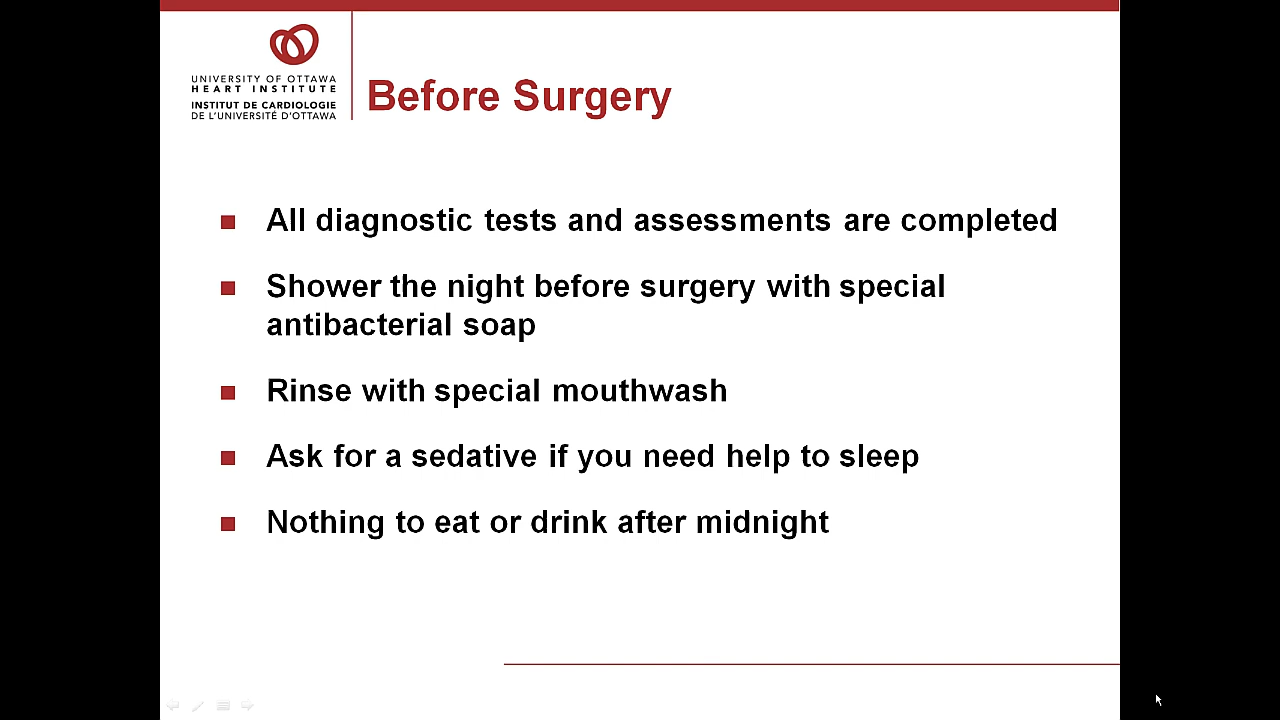 UNIVERSITY OF OTTAWA
HEART INSTITUTE
INSTITUT DE CARDIOLOGIE
DE L'UNIVERSITÉ D'OTTAWA
Before Surgery
All diagnostic tests and assessments are completed
Shower the night before surgery with special
antibacterial soap
Rinse with special mouthwash
Ask for a sedative if you need help to sleep
Nothing to eat or drink after midnight